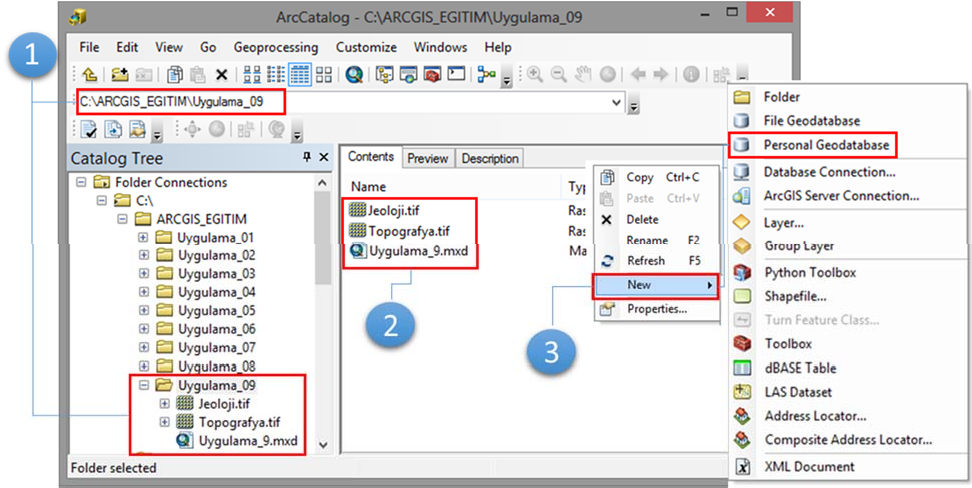 ArcCatalog - C:\ARCGIS_EGITIM\Uygulama_09
1
File Edit View Go Geoprocessing Customize Windows Help
C:\ARCGIS_EGITIM\Uygulama_09
Catalog Tree
Folder Connections
C:\
ARCGIS_EGITIM
Uygulama_01
Uygulama_02
Uygulama_03
Uygulama_04
Uygulama_05
Uygulama_06
Uygulama_07
Uygulama_08
Uygulama_09
Jeoloji.tif
Topografya.tif
Uygulama_9.mxd
Folder selected
Contents Preview Description
Name Ty
Jeoloji.tif Ras
Topografya.tif Ras
Uygulama_9.mxd Ma
2
3
Copy Ctrl+C
Paste Ctrl+V
Delete
Rename F2
Refresh F5
New
Properties...
Folder
File Geodatabase
Personal Geodatabase
Database Connection...
ArcGIS Server Connection...
Layer...
Group Layer
Python Toolbox
Shapefile...
Turn Feature Class...
Toolbox
dBASE Table
LAS Dataset
Address Locator...
Composite Address Locator...
XML Document